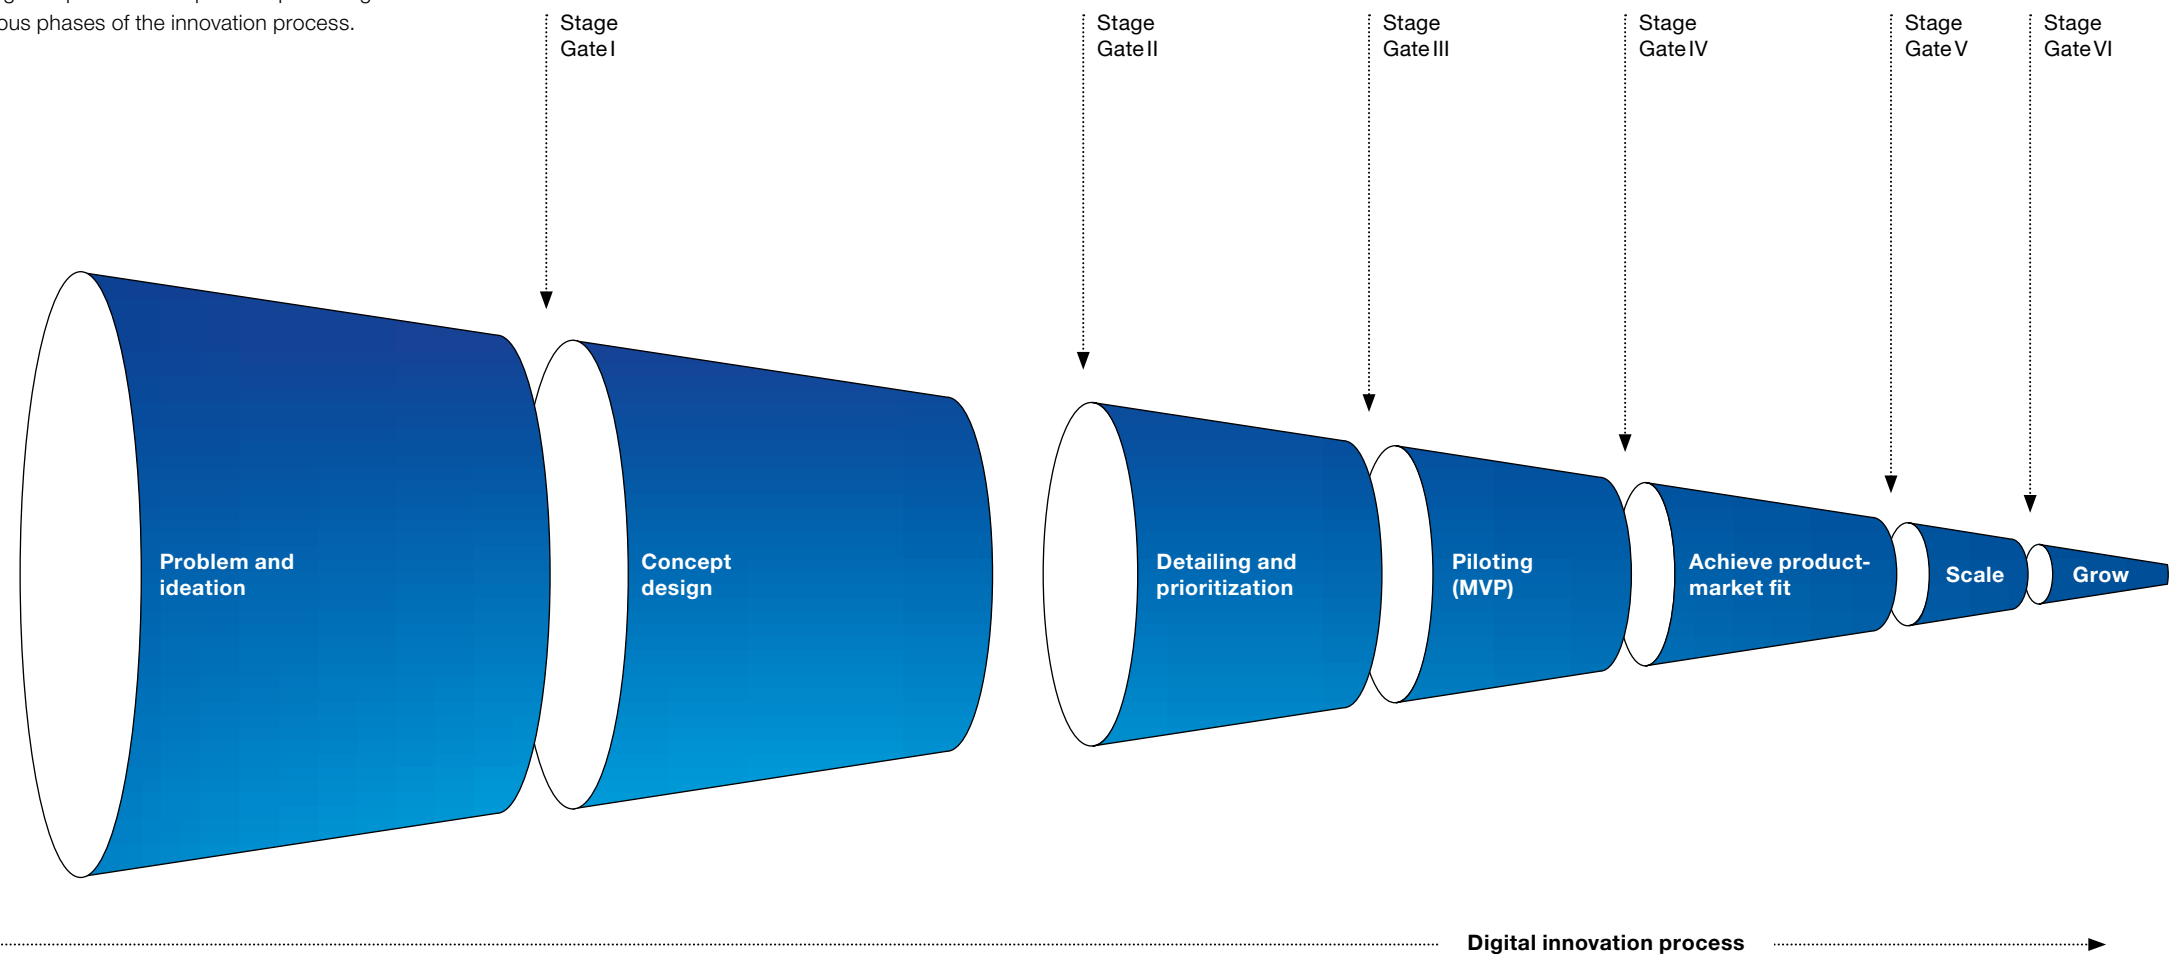 ous phases of the innovation process.
Stage
Gate I
Stage
Gate II
Stage
Gate III
Stage
Gate IV
Stage
Gate V
Stage
Gate VI
Problem and
ideation
Concept
design
Detailing and
prioritization
Piloting
(MVP)
Achieve product-
market fit
Scale
Grow
Digital innovation process